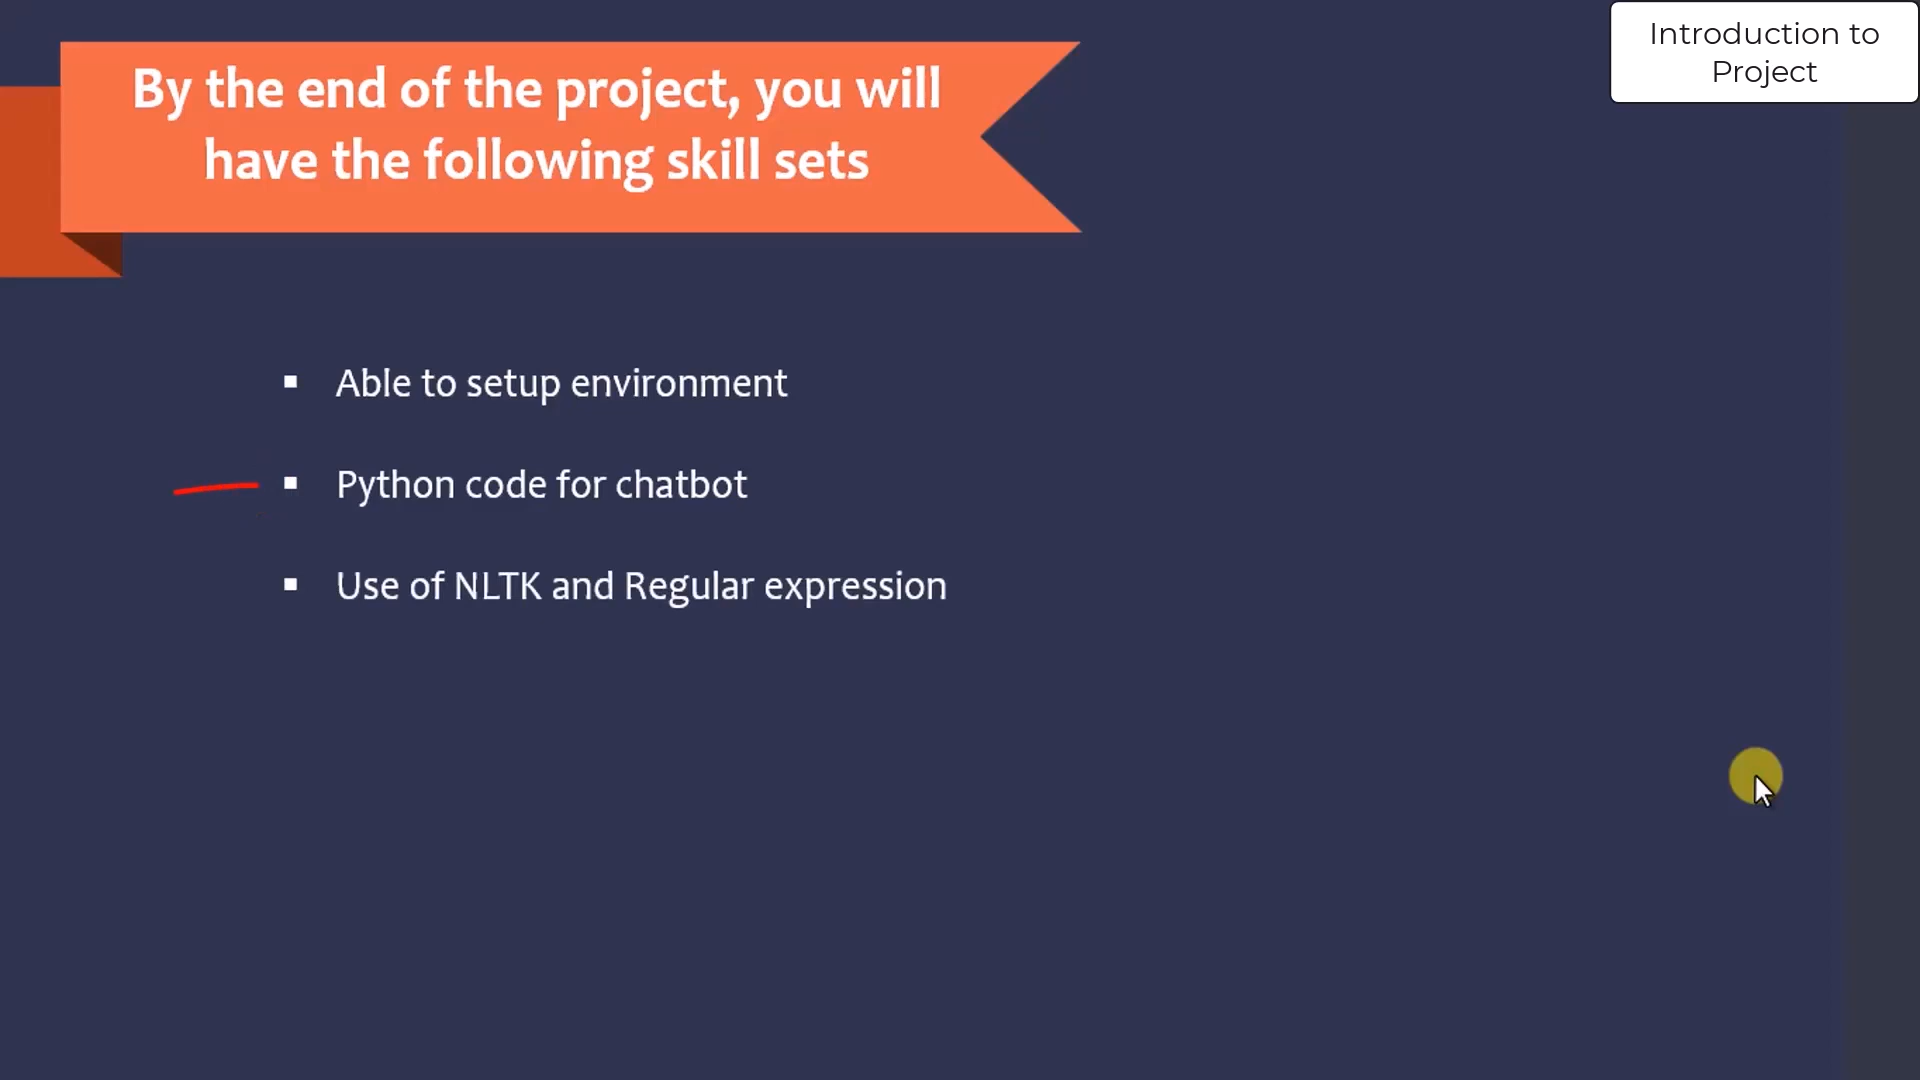 Introduction to
Project
By the end of the project, you will
have the following skill sets
▪ Able to setup environment
▪ Python code for chatbot
▪ Use of NLTK and Regular expression